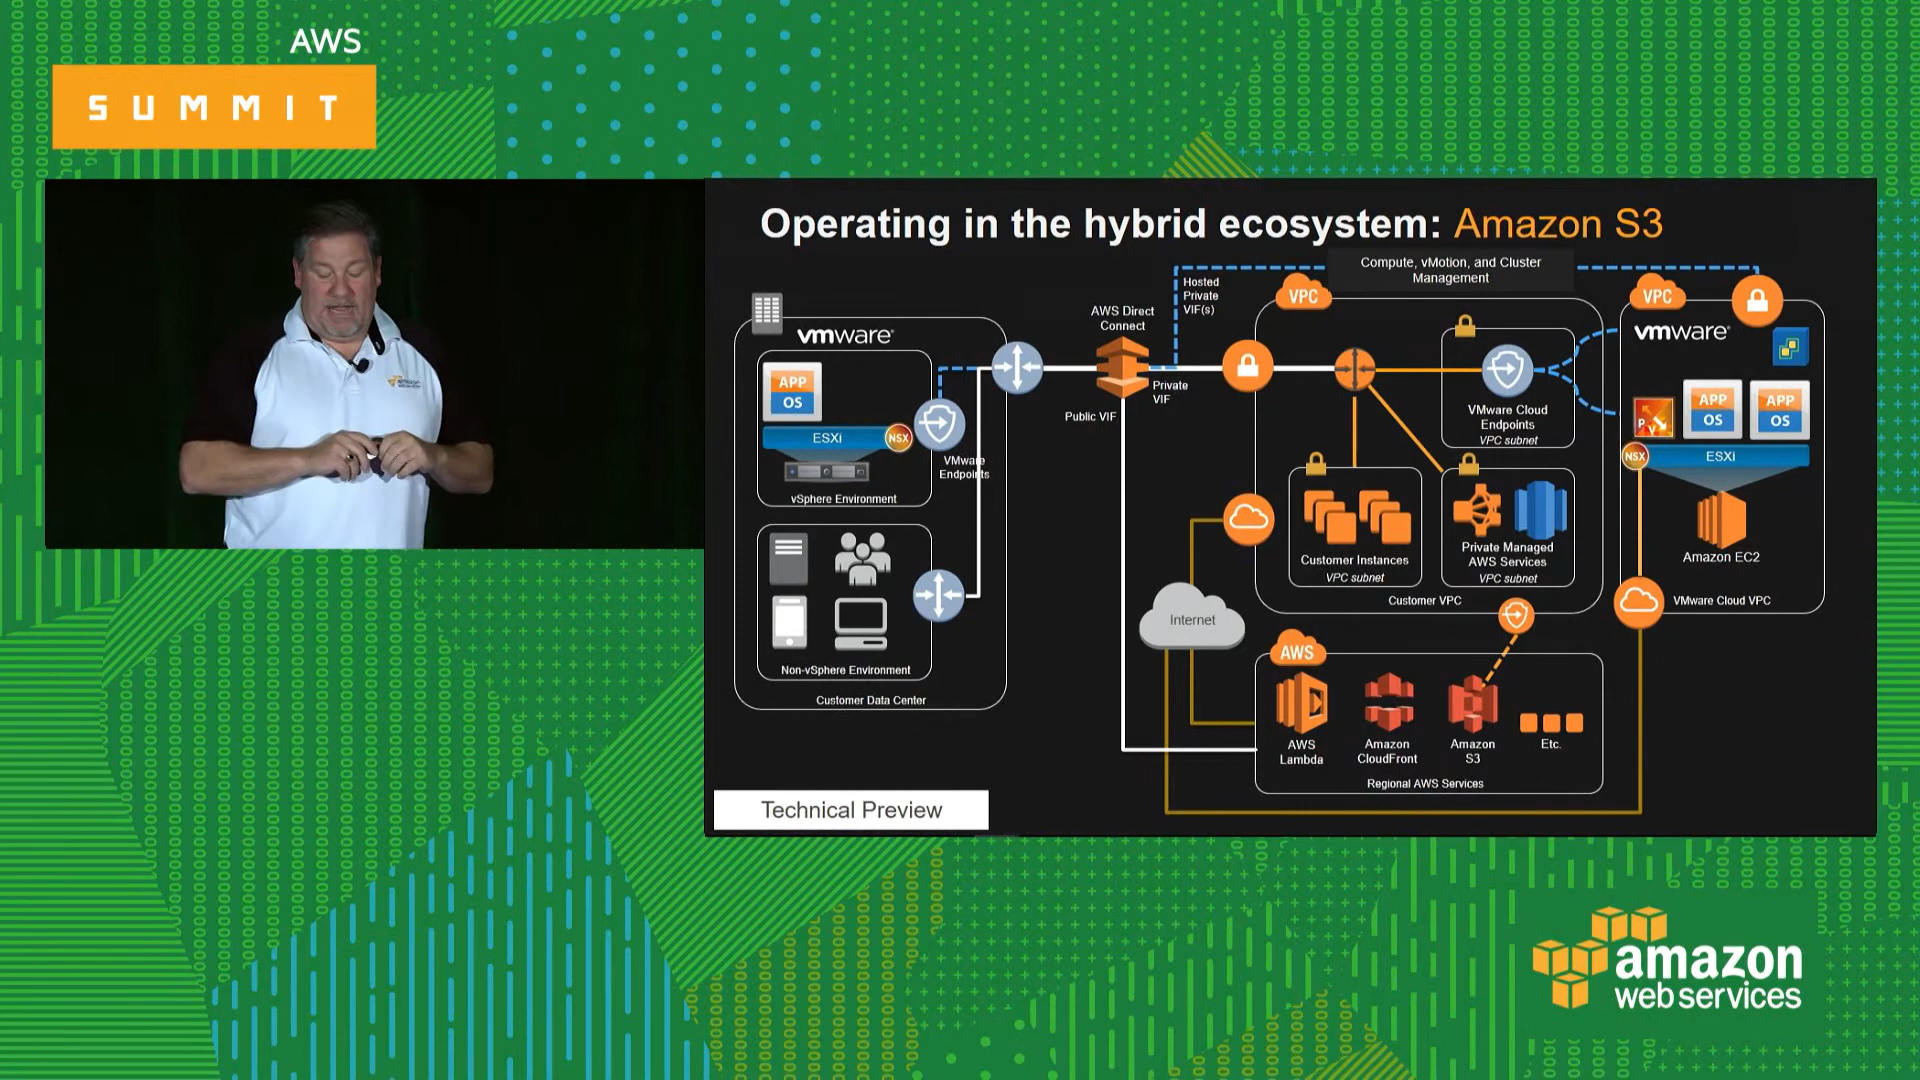 AWS
SUMMIT
Operating in the hybrid ecosystem: Amazon S3
Compute, vMotion, and Cluster
Management
Hosted
Private
VIF(s)
AWS Direct
Connect
Private
VIF
Public VIF
vmware
APP
OS
ESXi
NSX
VMware
Endpoints
vSphere Environment
Non-vSphere Environment
Customer Data Center
VPC
VMware Cloud
Endpoints
VPC subnet
Customer Instances
VPC subnet
Private Managed
AWS Services
VPC subnet
Customer VPC
VPC
vmware
APP
OS
APP
OS
NSX
ESXi
Amazon EC2
VMware Cloud VPC
Internet
AWS
AWS
Lambda
Amazon
CloudFront
Amazon
S3
Etc.
Regional AWS Services
Technical Preview
amazon
web services